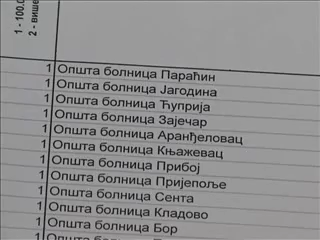 1 - 100.0
2 - више
1 Општа болница Параћин
1 Општа болница Јагодина
1 Општа болница Ћуприја
1 Општа болница Зајечар
1 Општа болница Аранђеловац
1 Општа болница Књажевац
1 Општа болница Прибој
1 Општа болница Пријепоље
1 Општа болница Сента
1 Општа болница Кладово
1 Општа болница Бор